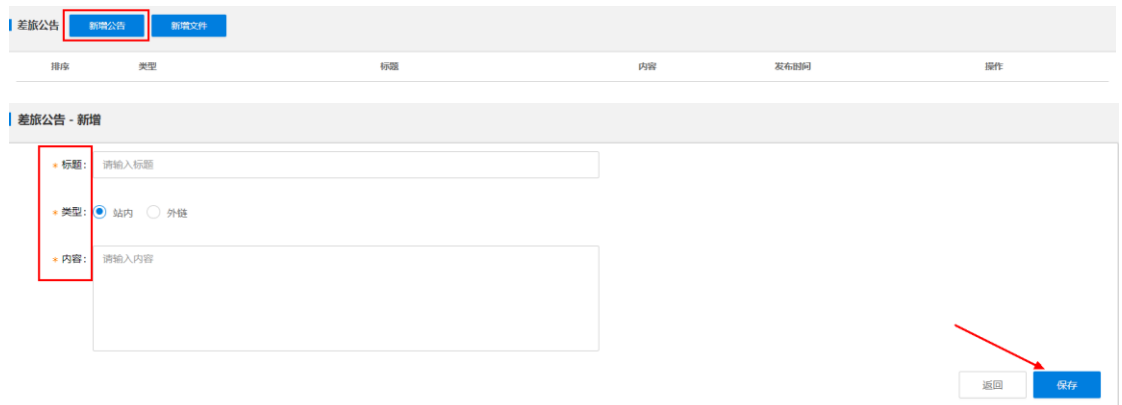 差旅公告 新增公告 新增文件
排序 类型 标题 内容 发布时间 操作
差旅公告 - 新增
* 标题: 请输入标题
* 类型: 站内 外链
* 内容: 请输入内容
返回 保存